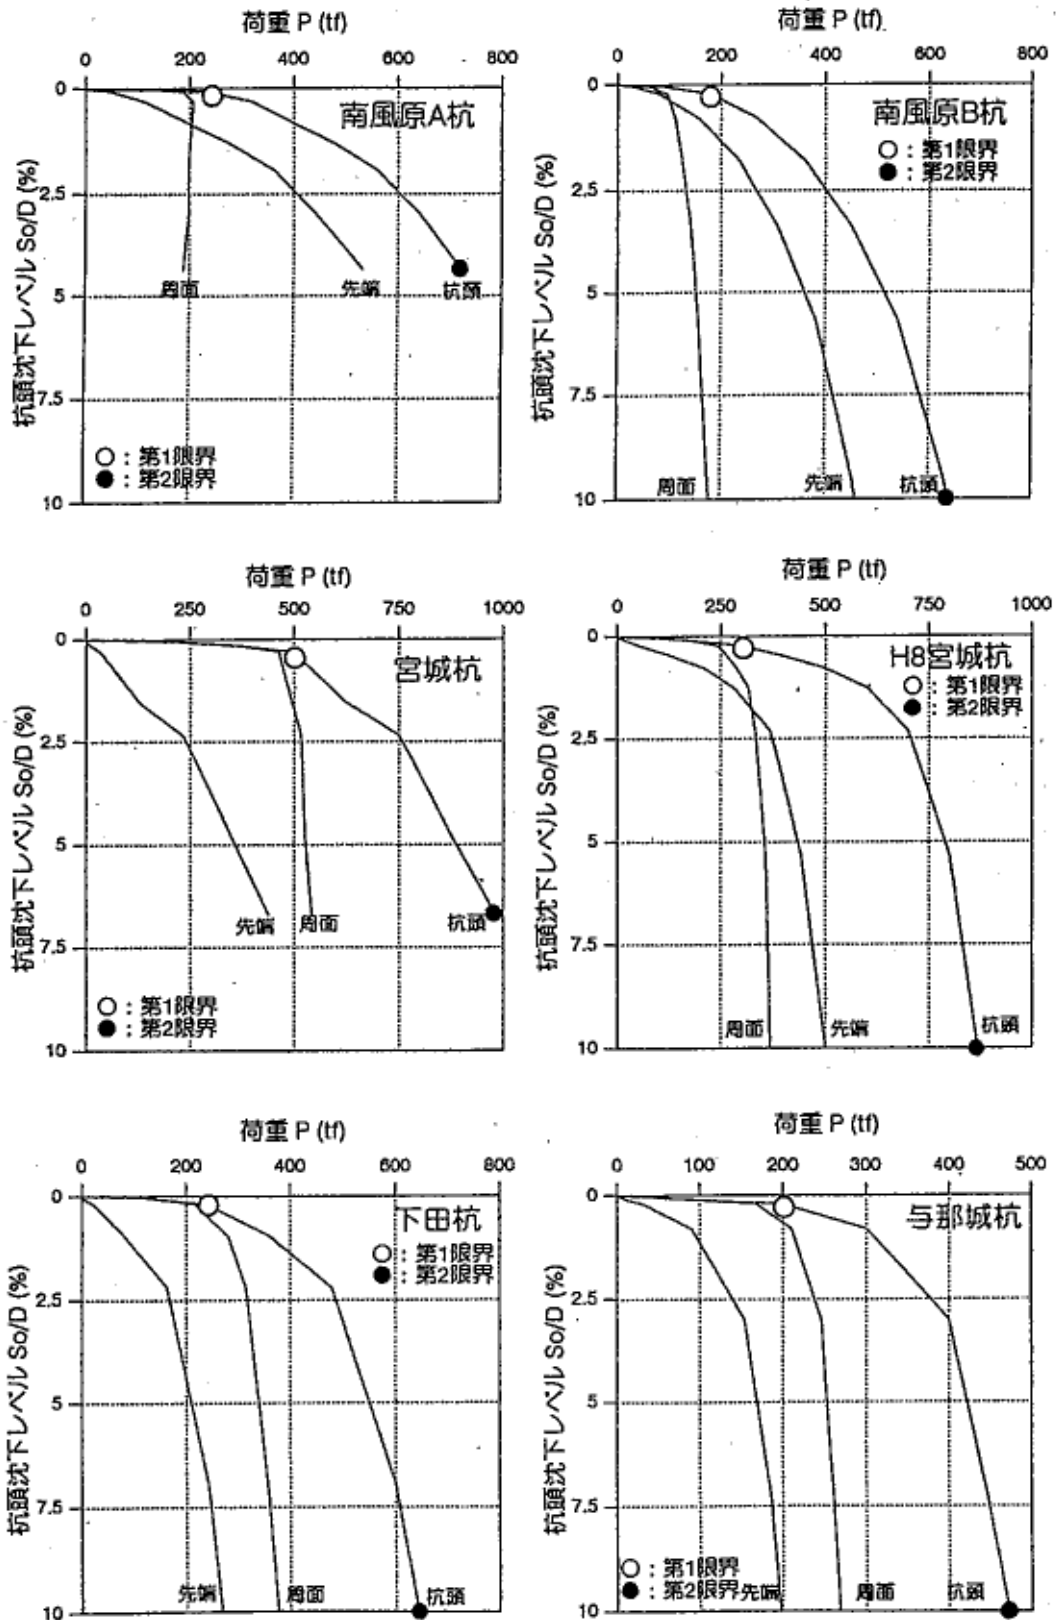 荷重 P (tf)
0 200 400 600 800
南風原A杭
抗頭沈下レベル So/D (%)
0
2.5
5
7.5
10
周面 先端 抗頭
○ : 第1限界
● : 第2限界
荷重 P (tf)
0 200 400 600 800
南風原B杭
○ : 第1限界
● : 第2限界
抗頭沈下レベル So/D (%)
0
2.5
5
7.5
10
周面 先端 抗頭
荷重 P (tf)
0 250 500 750 1000
宮城杭
抗頭沈下レベル So/D (%)
0
2.5
5
7.5
10
先端 周面 抗頭
○ : 第1限界
● : 第2限界
荷重 P (tf)
0 250 500 750 1000
H8宮城杭
○ : 第1限界
● : 第2限界
抗頭沈下レベル So/D (%)
0
2.5
5
7.5
10
周面 先端 抗頭
荷重 P (tf)
0 200 400 600 800
下田杭
○ : 第1限界
● : 第2限界
抗頭沈下レベル So/D (%)
0
2.5
5
7.5
10
先端 周面 抗頭
荷重 P (tf)
0 100 200 300 400 500
与那城杭
抗頭沈下レベル So/D (%)
0
2.5
5
7.5
10
○ : 第1限界
● : 第2限界
先端 周面 抗頭